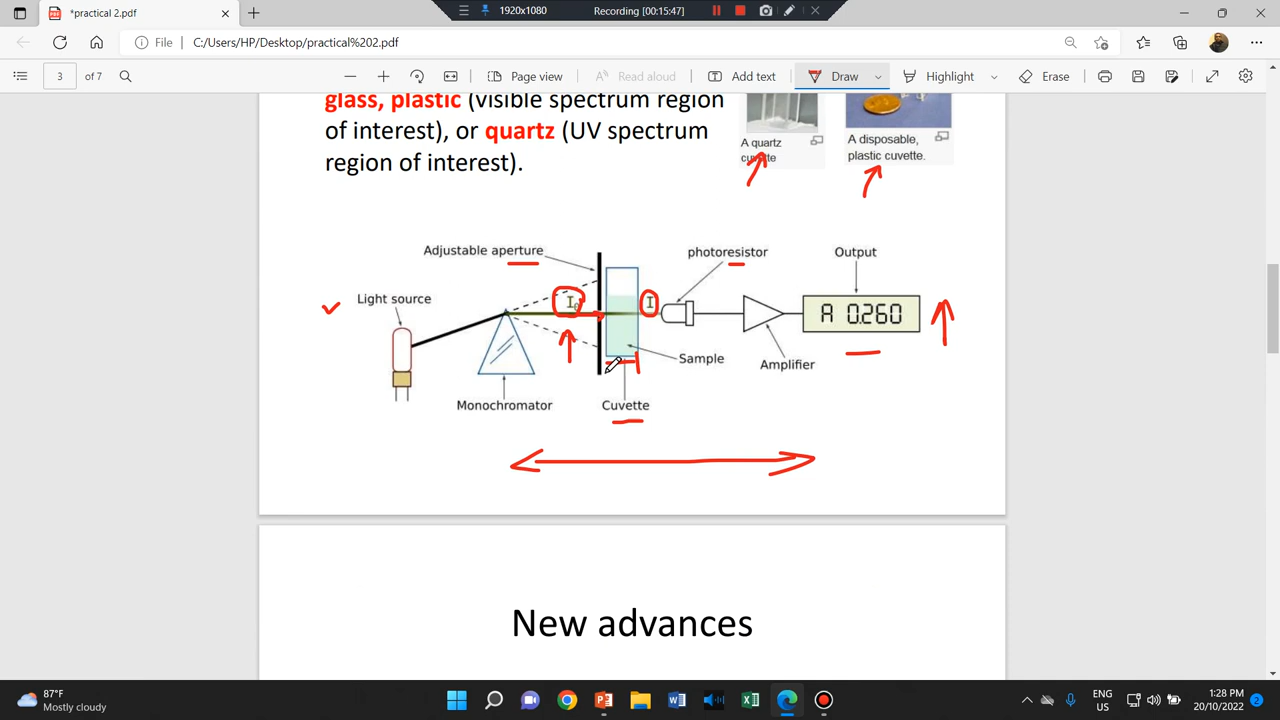 1920x1080
Recording [00:15:47]
*practical 2.pdf
File
C:/Users/HP/Desktop/practical%202.pdf
3
of 7
Page view
Read aloud
Add text
Draw
Highlight
Erase
glass, plastic (visible spectrum region
of interest), or quartz (UV spectrum
region of interest).
A quartz
cuvette
A disposable,
plastic cuvette.
Adjustable aperture
photoresistor
Output
Light source
I₀
I
A 0.260
Sample
Amplifier
Monochromator
Cuvette
New advances
87°F
Mostly cloudy
ENG
US
1:28 PM
20/10/2022
2